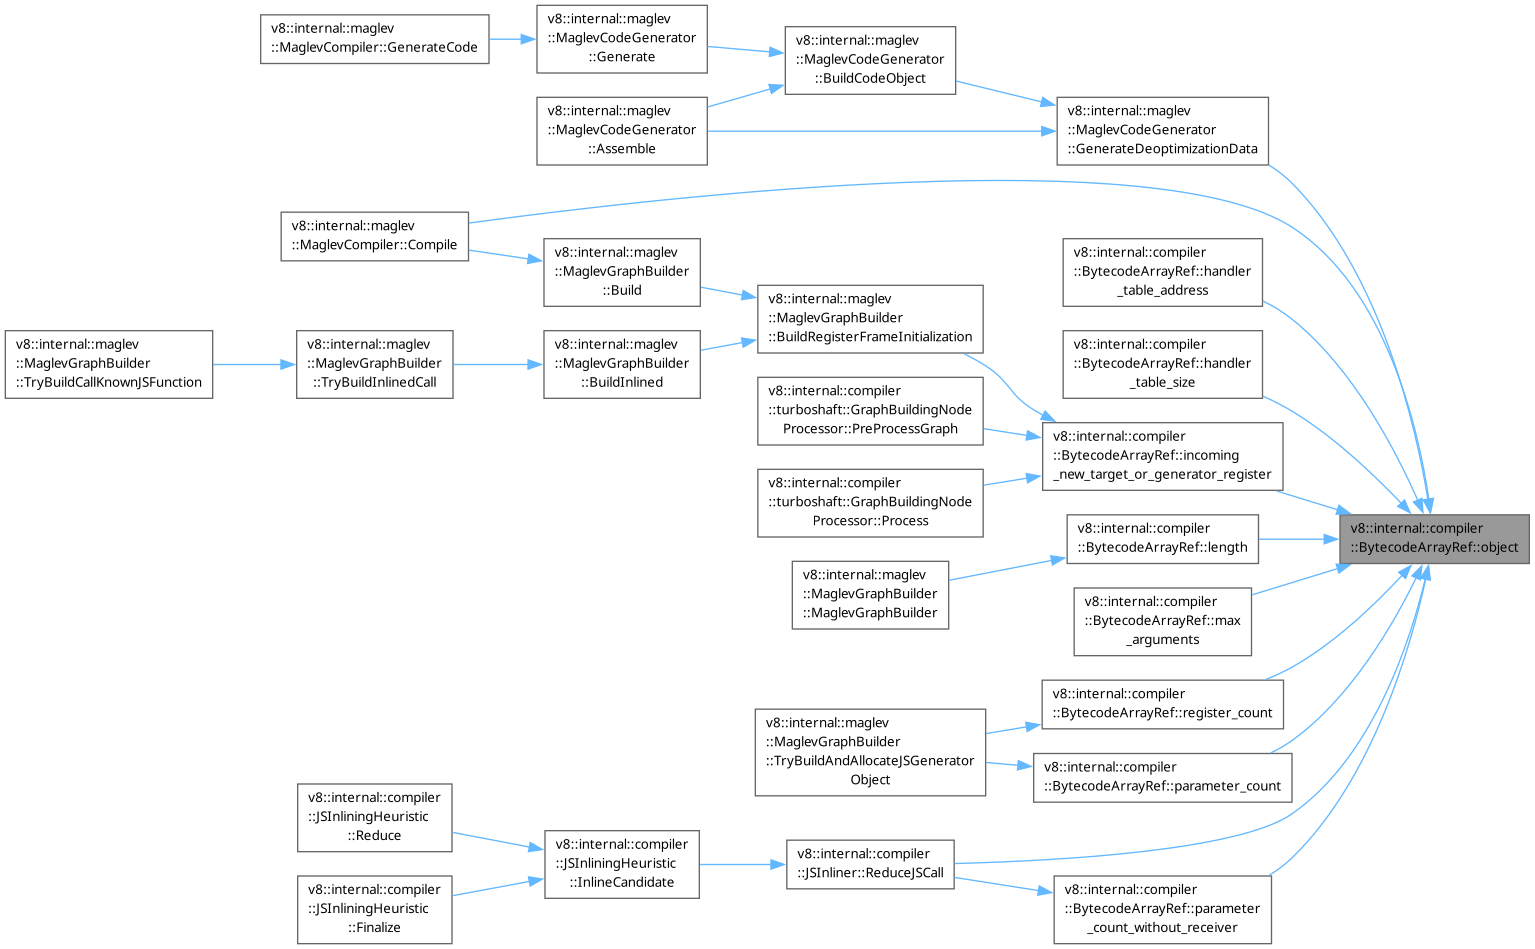 v8::internal::maglev
::MaglevCompiler::GenerateCode
v8::internal::maglev
::MaglevCodeGenerator
::Generate
v8::internal::maglev
::MaglevCodeGenerator
::BuildCodeObject
v8::internal::maglev
::MaglevCodeGenerator
::Assemble
v8::internal::maglev
::MaglevCodeGenerator
::GenerateDeoptimizationData
v8::internal::maglev
::MaglevCompiler::Compile
v8::internal::maglev
::MaglevGraphBuilder
::Build
v8::internal::compiler
::BytecodeArrayRef::handler
_table_address
v8::internal::maglev
::MaglevGraphBuilder
::BuildRegisterFrameInitialization
v8::internal::maglev
::MaglevGraphBuilder
::TryBuildCallKnownJSFunction
v8::internal::maglev
::MaglevGraphBuilder
::TryBuildInlinedCall
v8::internal::maglev
::MaglevGraphBuilder
::BuildInlined
v8::internal::compiler
::BytecodeArrayRef::handler
_table_size
v8::internal::compiler
::turboshaft::GraphBuildingNode
Processor::PreProcessGraph
v8::internal::compiler
::BytecodeArrayRef::incoming
_new_target_or_generator_register
v8::internal::compiler
::turboshaft::GraphBuildingNode
Processor::Process
v8::internal::compiler
::BytecodeArrayRef::length
v8::internal::compiler
::BytecodeArrayRef::object
v8::internal::maglev
::MaglevGraphBuilder
::MaglevGraphBuilder
v8::internal::compiler
::BytecodeArrayRef::max
_arguments
v8::internal::compiler
::BytecodeArrayRef::register_count
v8::internal::maglev
::MaglevGraphBuilder
::TryBuildAndAllocateJSGenerator
Object
v8::internal::compiler
::BytecodeArrayRef::parameter_count
v8::internal::compiler
::JSInliningHeuristic
::Reduce
v8::internal::compiler
::JSInliningHeuristic
::InlineCandidate
v8::internal::compiler
::JSInliner::ReduceJSCall
v8::internal::compiler
::JSInliningHeuristic
::Finalize
v8::internal::compiler
::BytecodeArrayRef::parameter
_count_without_receiver